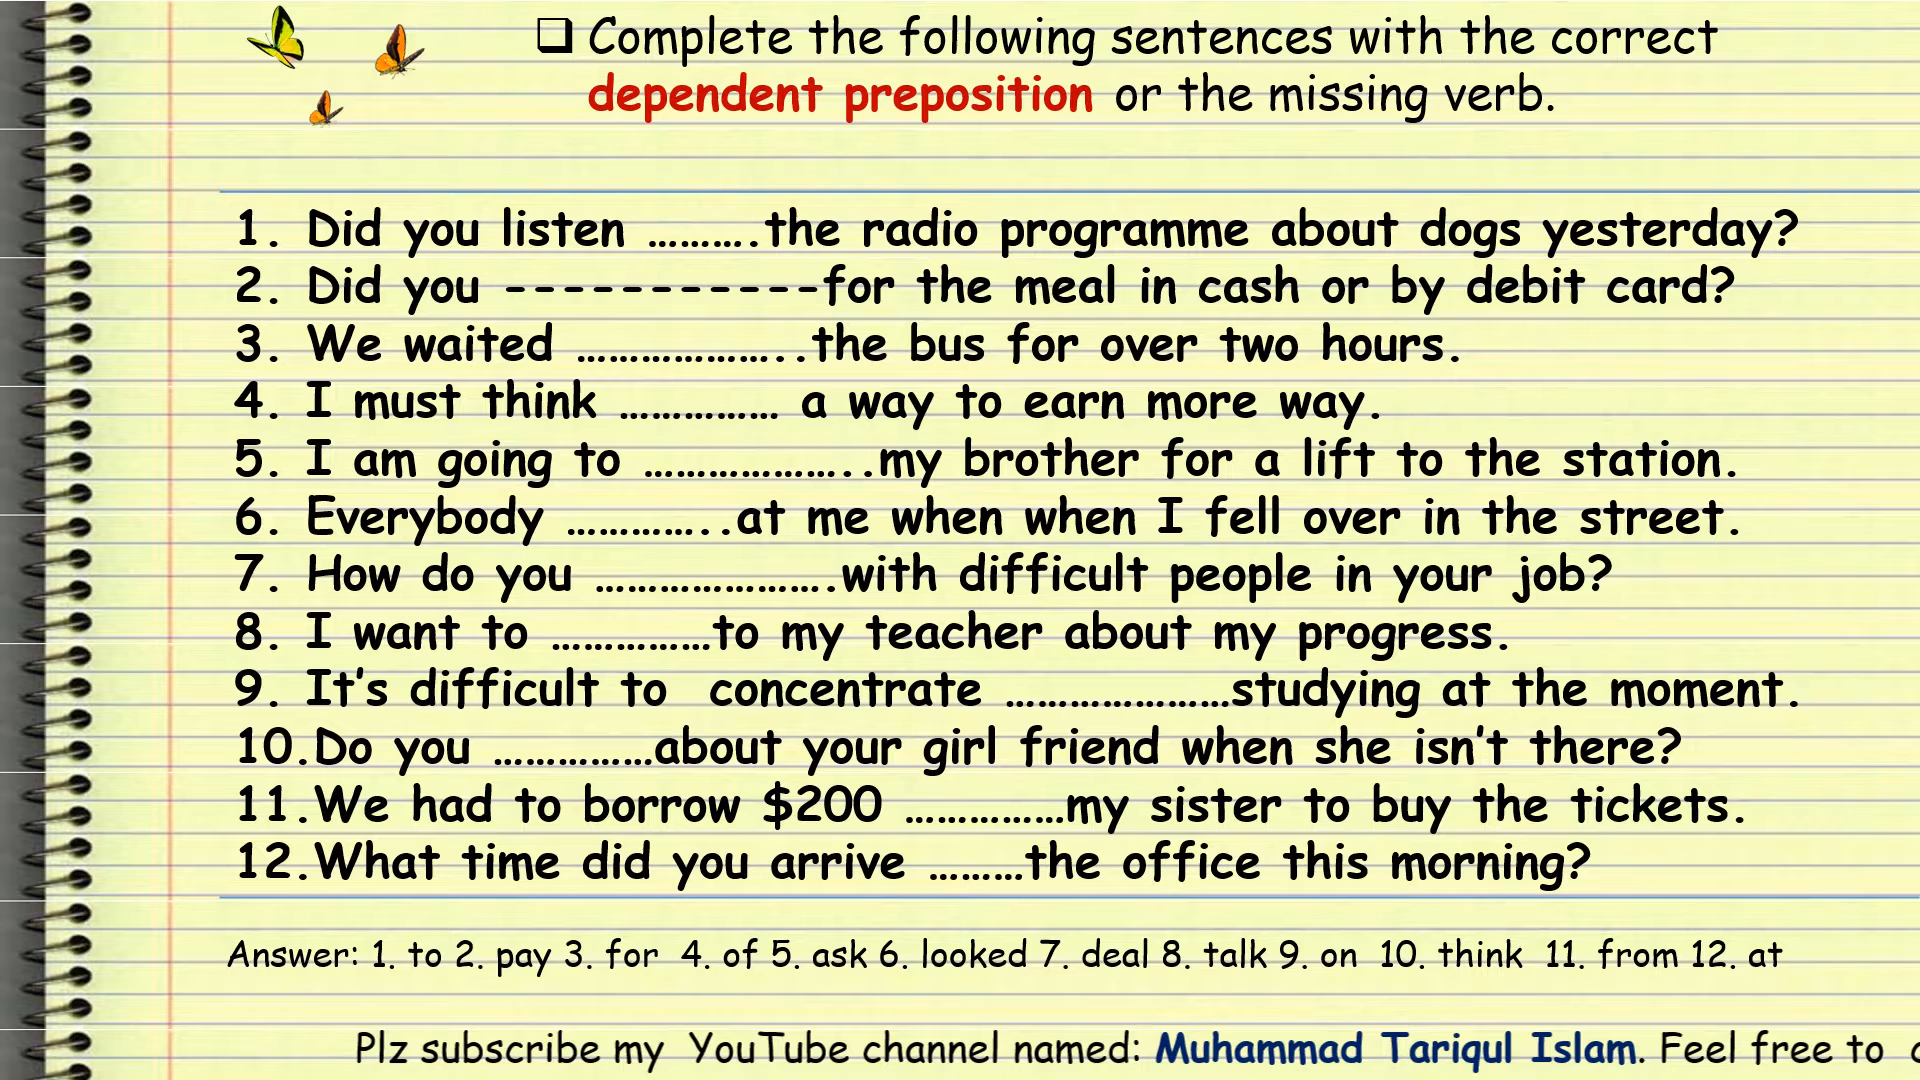 ❑ Complete the following sentences with the correct
dependent preposition or the missing verb.
1. Did you listen ……….the radio programme about dogs yesterday?
2. Did you -----------for the meal in cash or by debit card?
3. We waited ………………..the bus for over two hours.
4. I must think …………… a way to earn more way.
5. I am going to ………………..my brother for a lift to the station.
6. Everybody …………..at me when when I fell over in the street.
7. How do you ………………….with difficult people in your job?
8. I want to ……………to my teacher about my progress.
9. It’s difficult to concentrate …………………studying at the moment.
10.Do you ……………about your girl friend when she isn’t there?
11.We had to borrow $200 ……………my sister to buy the tickets.
12.What time did you arrive ………the office this morning?
Answer: 1. to 2. pay 3. for 4. of 5. ask 6. looked 7. deal 8. talk 9. on 10. think 11. from 12. at
Plz subscribe my YouTube channel named: Muhammad Tariqul Islam. Feel free to